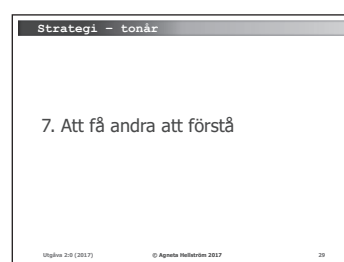 Strategi – tonår
7. Att få andra att förstå
Utgåva 2:0 (2017) © Agneta Hellström 2017 29